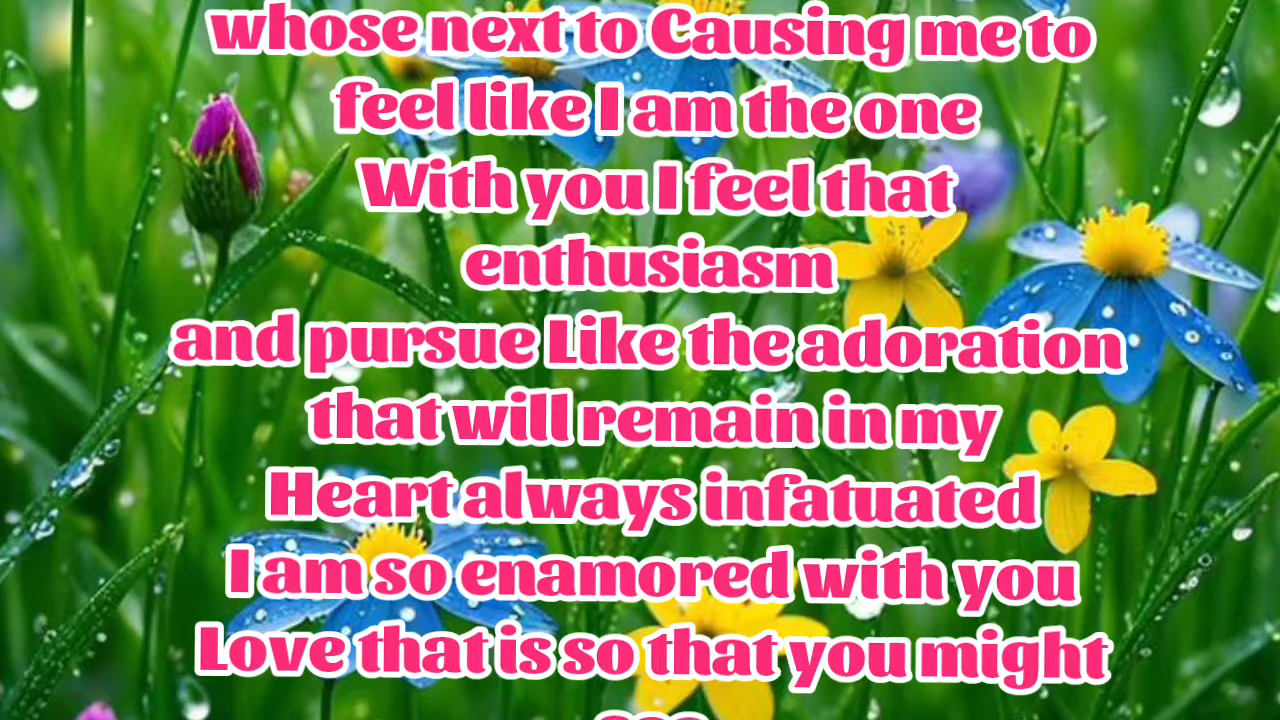 whose next to Causing me to
feel like I am the one
With you I feel that
enthusiasm
and pursue Like the adoration
that will remain in my
Heart always infatuated
I am so enamored with you
Love that is so that you might